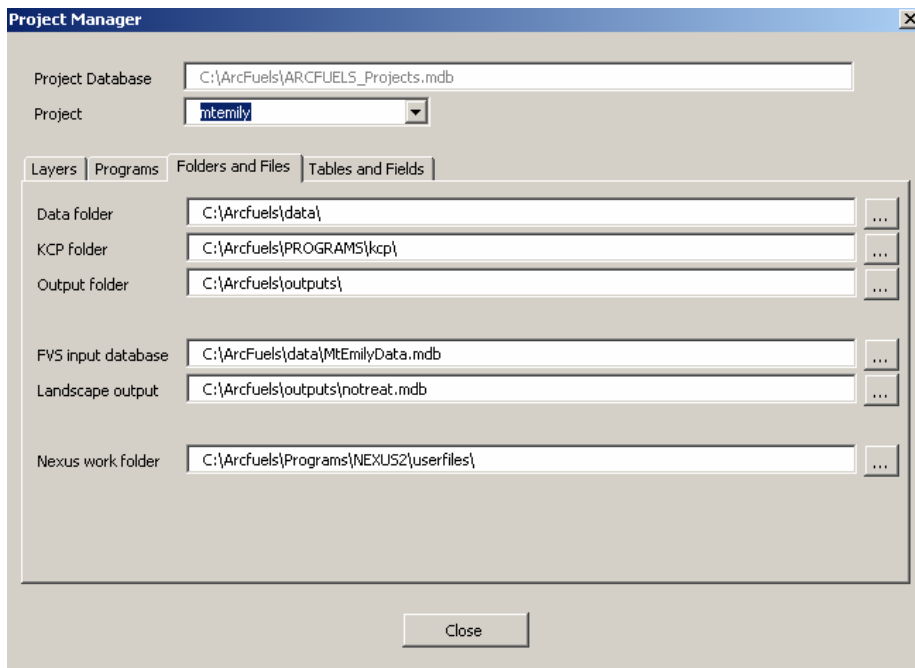 Project Manager
Project Database C:\ArcFuels\ARCFUELS_Projects.mdb
Project mtemily
Layers Programs Folders and Files Tables and Fields
Data folder C:\Arcfuels\data\ ...
KCP folder C:\Arcfuels\PROGRAMS\kcp\ ...
Output folder C:\Arcfuels\outputs\ ...
FVS input database C:\ArcFuels\data\MtEmilyData.mdb ...
Landscape output C:\Arcfuels\outputs\notreat.mdb ...
Nexus work folder C:\Arcfuels\Programs\NEXUS2\userfiles\ ...
Close